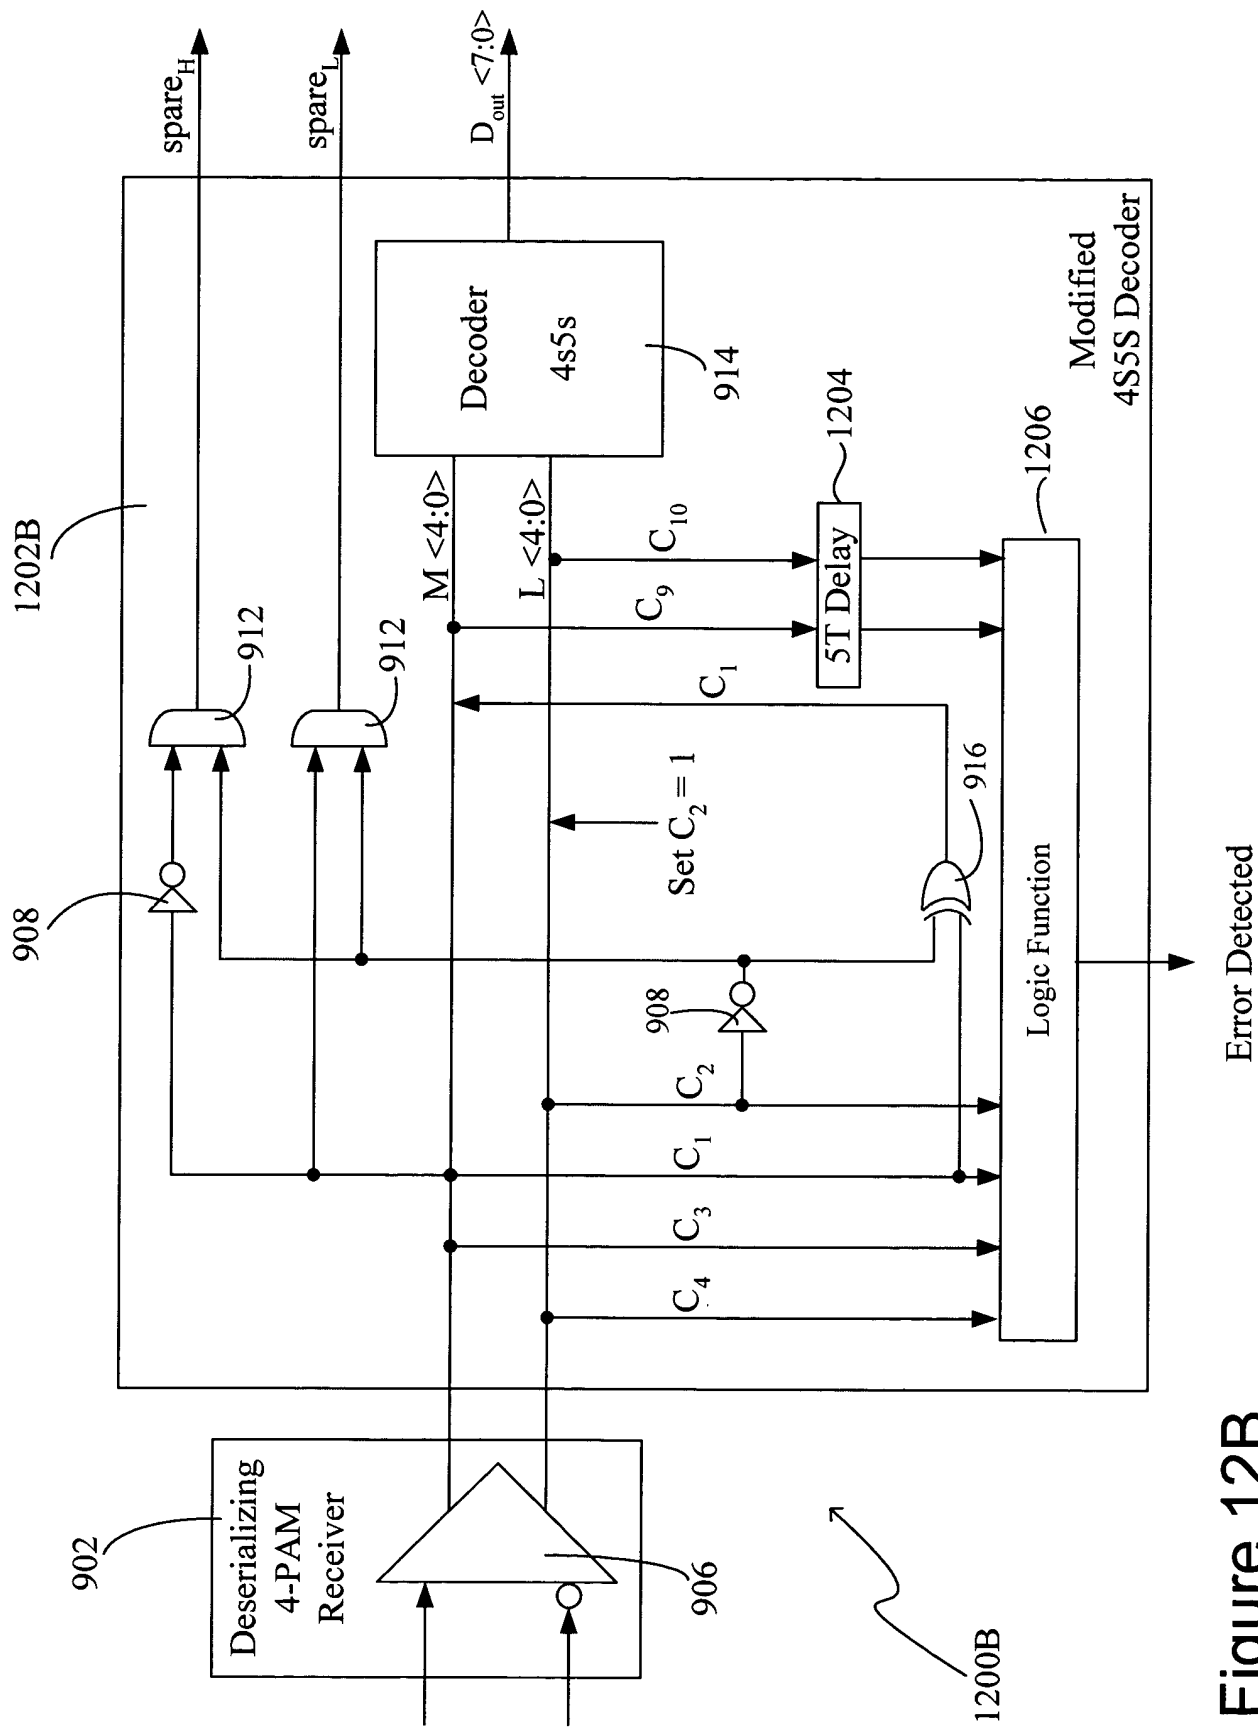 1202B
spare_H
spare_L
D_out <7:0>
912
912
908
M <4:0>
L <4:0>
Decoder
4s5s
914
Set C_2 = 1
908
C_4
C_3
C_1
C_2
C_1
C_9
C_10
5T Delay
1204
916
Logic Function
1206
Modified
4S5S Decoder
Error Detected
902
Deserializing
4-PAM
Receiver
906
1200B
Figure 12B